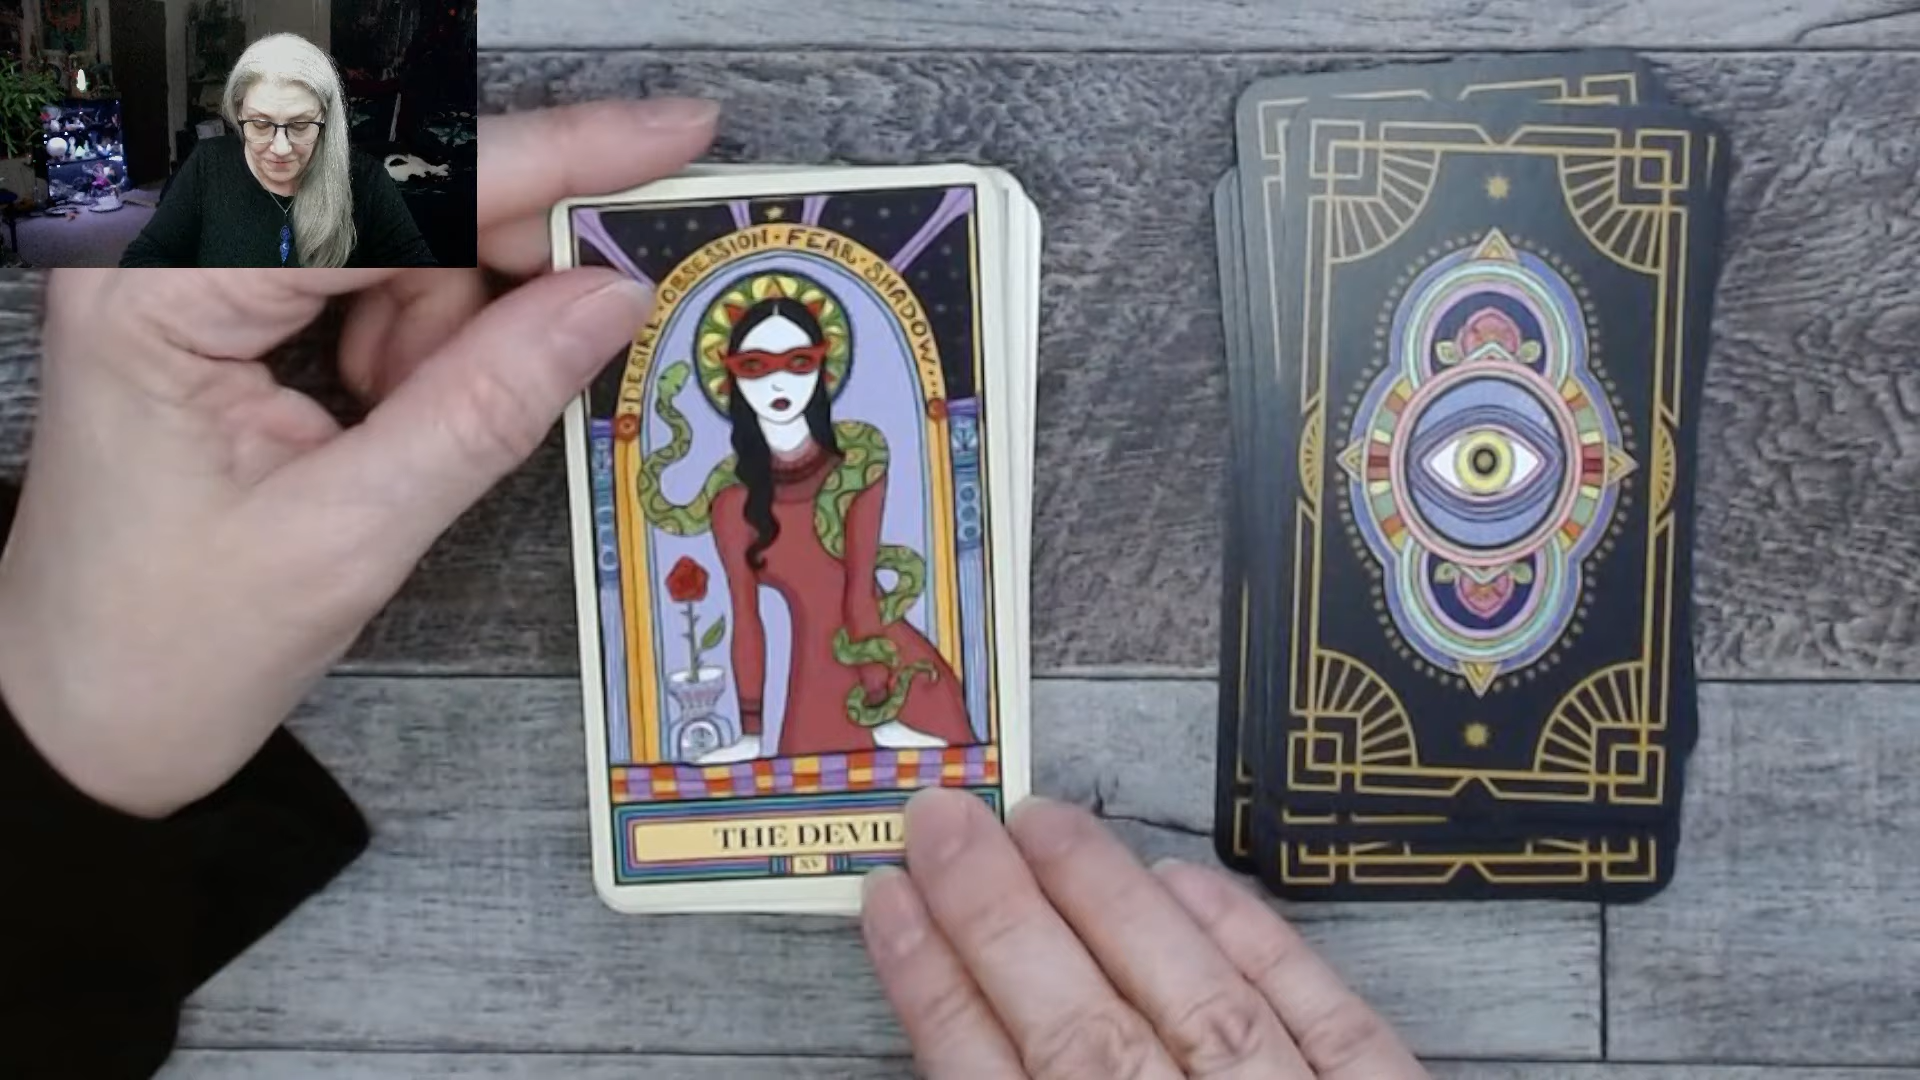 DESIRE · OBSESSION · FEAR · SHADOW...
THE DEVIL
XV